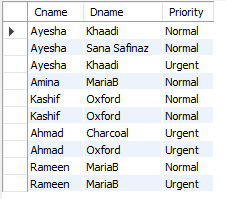 Cname Dname Priority
Ayesha Khaadi Normal
Ayesha Sana Safinaz Normal
Ayesha Khaadi Urgent
Amina MariaB Normal
Kashif Oxford Normal
Kashif Oxford Normal
Ahmad Charcoal Urgent
Ahmad Oxford Urgent
Rameen MariaB Normal
Rameen MariaB Urgent